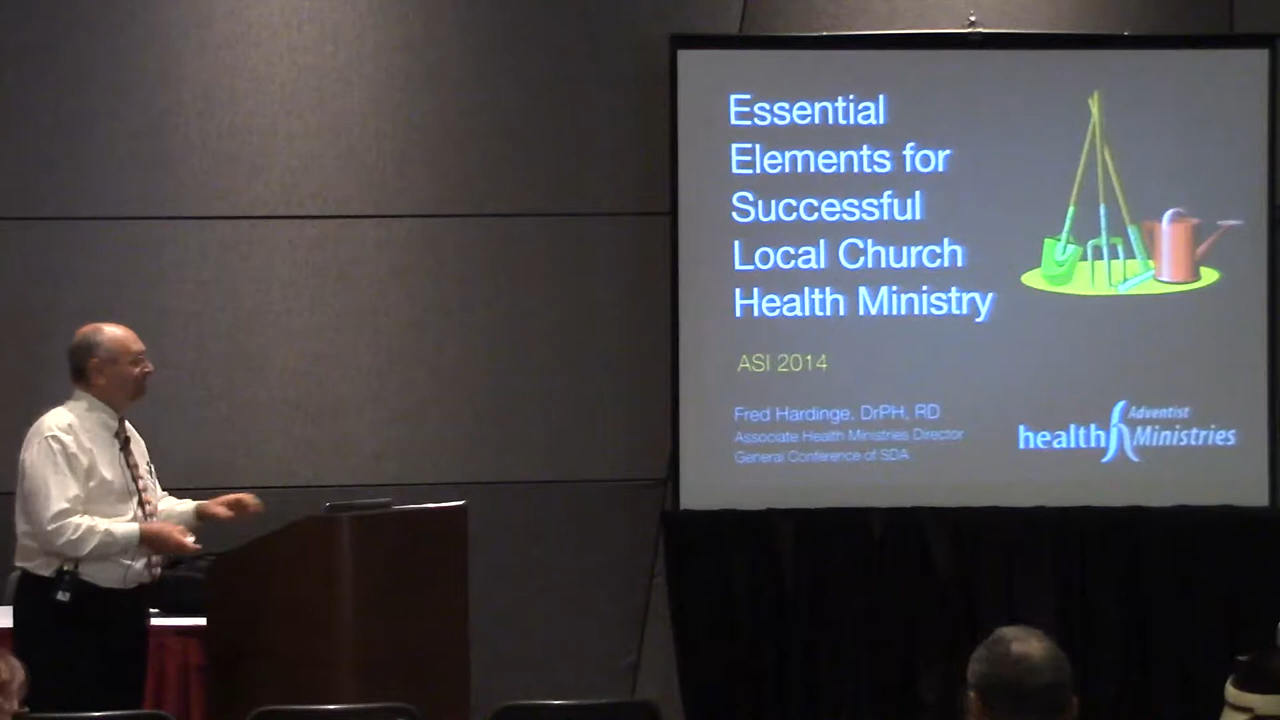 Essential
Elements for
Successful
Local Church
Health Ministry
ASI 2014
Fred Hardinge, DrPH, RD
Associate Health Ministries Director
General Conference of SDA
Adventist
health Ministries